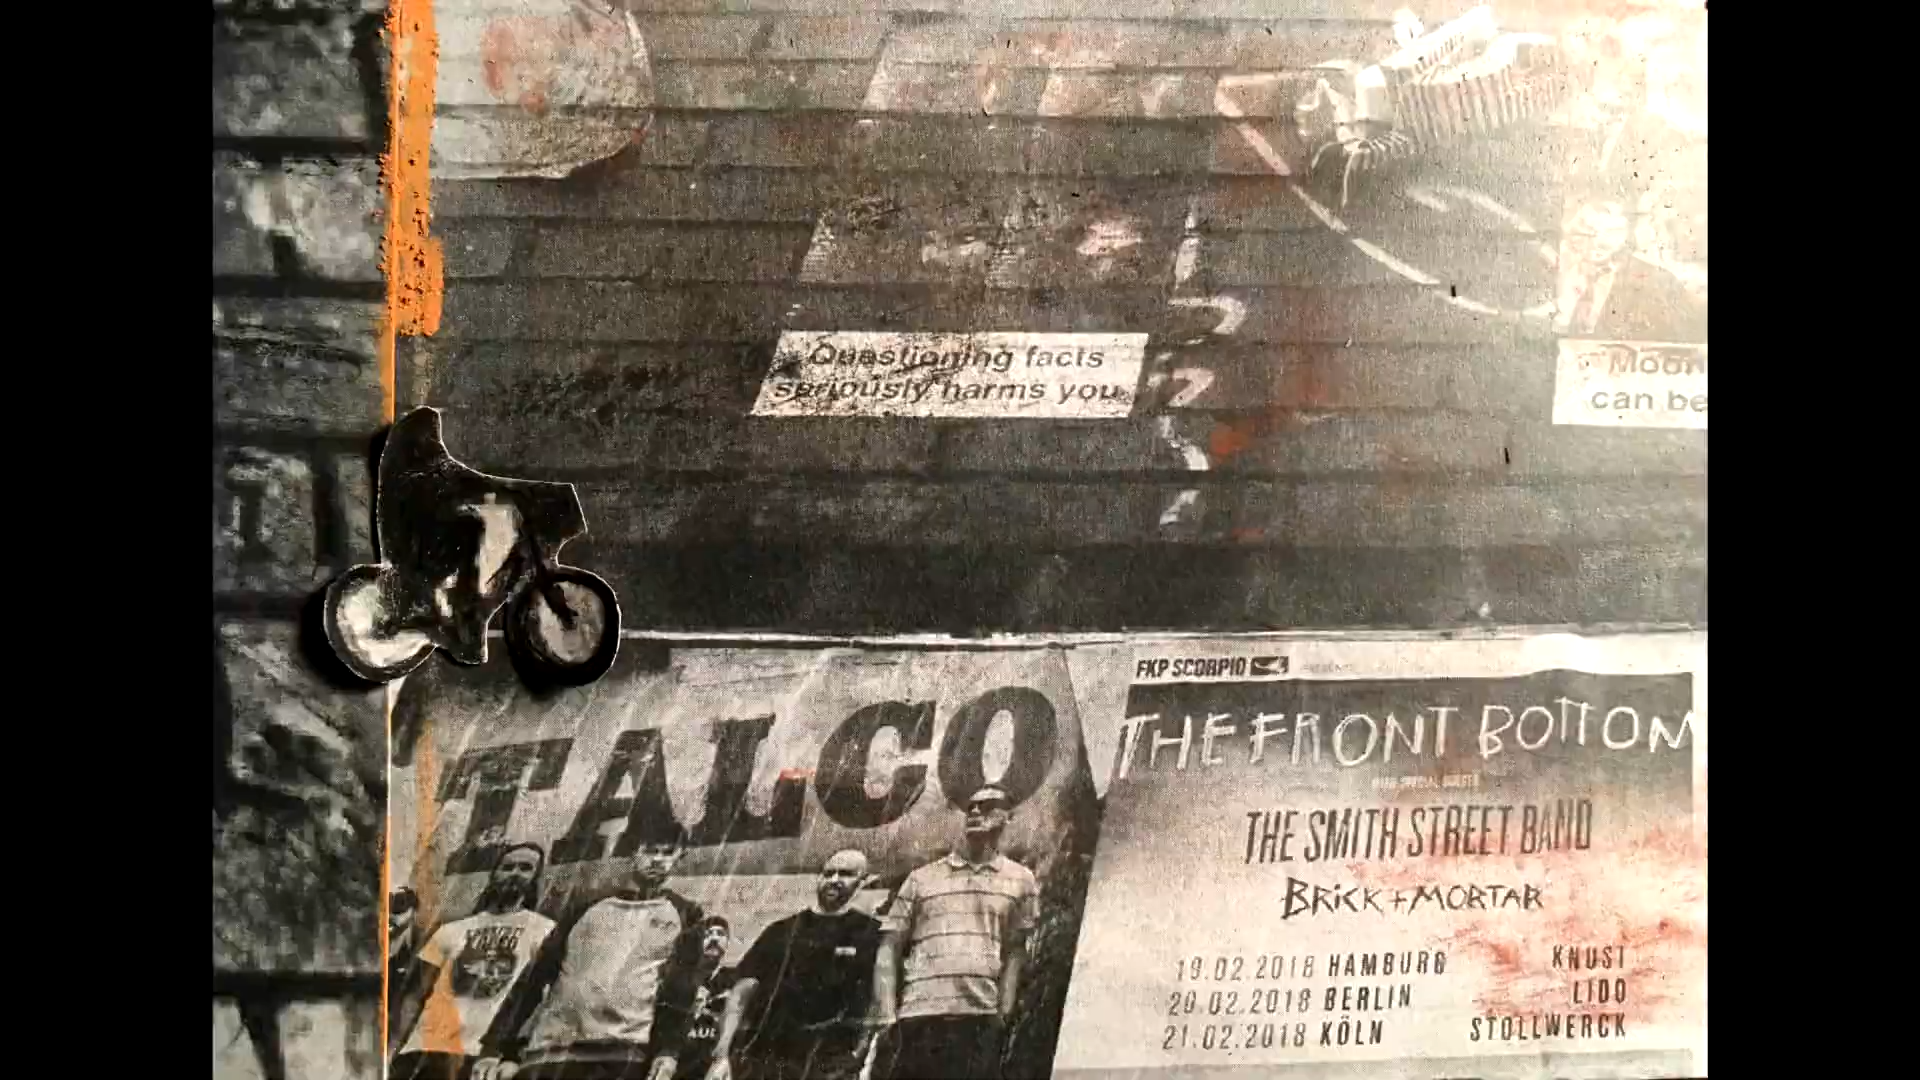 Questioning facts
seriously harms you
Moon
can be
TALCO
FKP SCORPIO
THE FRONT BOTTOM
THE SMITH STREET BAND
BRICK + MORTAR
19.02.2018 HAMBURG KNUST
20.02.2018 BERLIN LIDO
21.02.2018 KÖLN STOLLWERCK